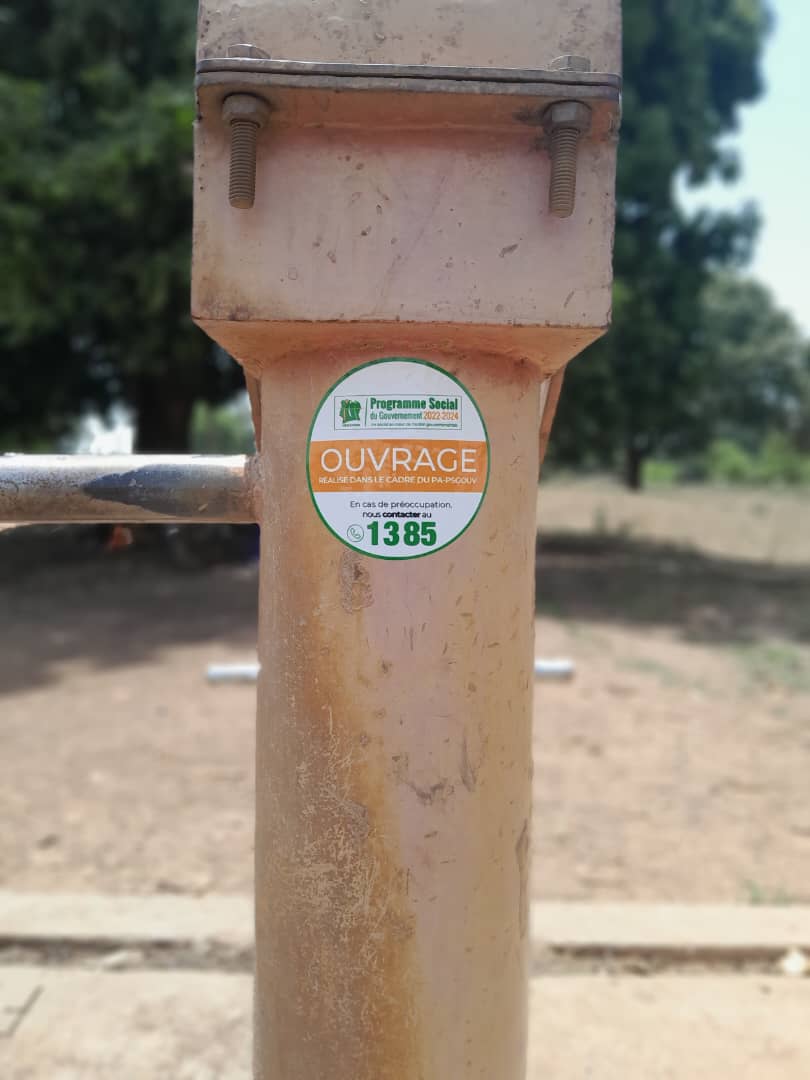 Programme Social
du Gouvernement 2022-2024
OUVRAGE
RÉALISÉ DANS LE CADRE DU PA-PSGOUV
En cas de préoccupation,
nous contacter au
1385